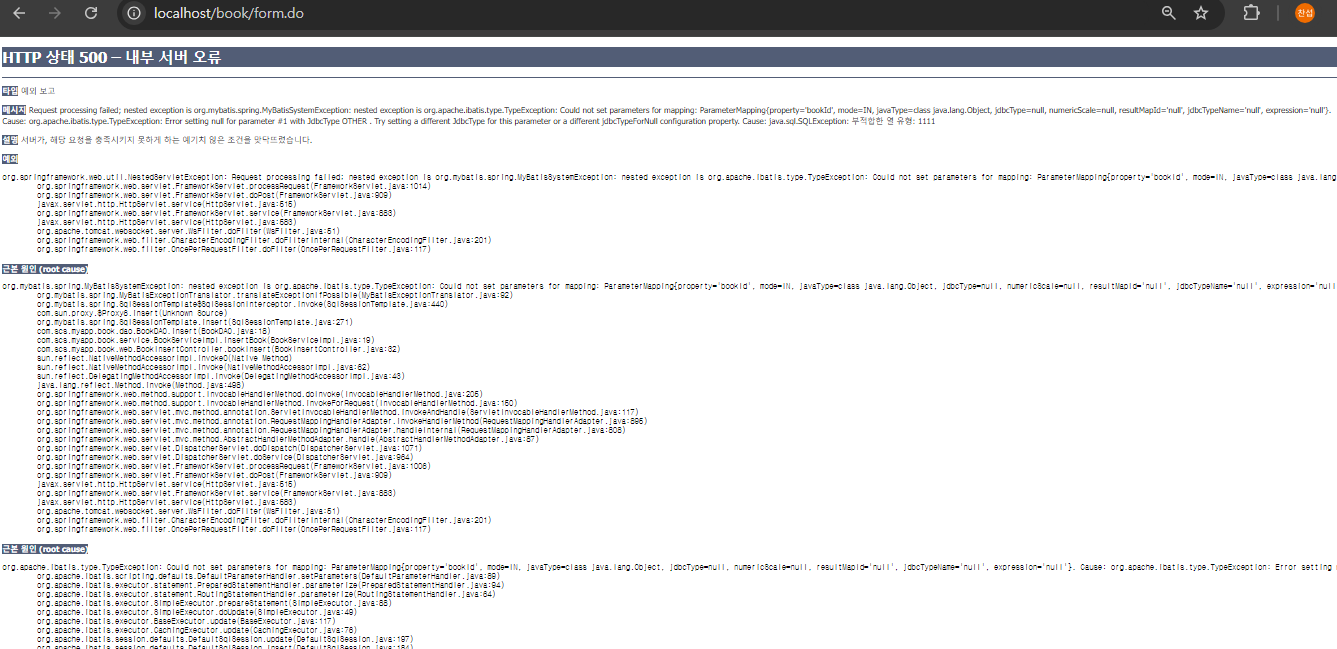 localhost/book/form.do
찬섭
HTTP 상태 500 – 내부 서버 오류
타입 예외 보고
메시지 Request processing failed; nested exception is org.mybatis.spring.MyBatisSystemException: nested exception is org.apache.ibatis.type.TypeException: Could not set parameters for mapping: ParameterMapping{property='bookId', mode=IN, javaType=class java.lang.Object, jdbcType=null, numericScale=null, resultMapId='null', jdbcTypeName='null', expression='null'}.
Cause: org.apache.ibatis.type.TypeException: Error setting null for parameter #1 with JdbcType OTHER . Try setting a different JdbcType for this parameter or a different jdbcTypeForNull configuration property. Cause: java.sql.SQLException: 부적합한 열 유형: 1111
설명 서버가, 해당 요청을 충족시키지 못하게 하는 예기치 않은 조건을 맞닥뜨렸습니다.
예외
org.springframework.web.util.NestedServletException: Request processing failed; nested exception is org.mybatis.spring.MyBatisSystemException: nested exception is org.apache.ibatis.type.TypeException: Could not set parameters for mapping: ParameterMapping{property='bookId', mode=IN, javaType=class java.lang
org.springframework.web.servlet.FrameworkServlet.processRequest(FrameworkServlet.java:1014)
org.springframework.web.servlet.FrameworkServlet.doPost(FrameworkServlet.java:909)
javax.servlet.http.HttpServlet.service(HttpServlet.java:515)
org.springframework.web.servlet.FrameworkServlet.service(FrameworkServlet.java:883)
javax.servlet.http.HttpServlet.service(HttpServlet.java:583)
org.apache.tomcat.websocket.server.WsFilter.doFilter(WsFilter.java:51)
org.springframework.web.filter.CharacterEncodingFilter.doFilterInternal(CharacterEncodingFilter.java:201)
org.springframework.web.filter.OncePerRequestFilter.doFilter(OncePerRequestFilter.java:117)
근본 원인 (root cause)
org.mybatis.spring.MyBatisSystemException: nested exception is org.apache.ibatis.type.TypeException: Could not set parameters for mapping: ParameterMapping{property='bookId', mode=IN, javaType=class java.lang.Object, jdbcType=null, numericScale=null, resultMapId='null', jdbcTypeName='null', expression='null
org.mybatis.spring.MyBatisExceptionTranslator.translateExceptionIfPossible(MyBatisExceptionTranslator.java:92)
org.mybatis.spring.SqlSessionTemplate$SqlSessionInterceptor.invoke(SqlSessionTemplate.java:440)
com.sun.proxy.$Proxy6.insert(Unknown Source)
org.mybatis.spring.SqlSessionTemplate.insert(SqlSessionTemplate.java:271)
com.scs.myapp.book.dao.BookDAO.insert(BookDAO.java:18)
com.scs.myapp.book.service.BookServiceImpl.insertBook(BookServiceImpl.java:19)
com.scs.myapp.book.web.BookInsertController.bookInsert(BookInsertController.java:32)
sun.reflect.NativeMethodAccessorImpl.invoke0(Native Method)
sun.reflect.NativeMethodAccessorImpl.invoke(NativeMethodAccessorImpl.java:62)
sun.reflect.DelegatingMethodAccessorImpl.invoke(DelegatingMethodAccessorImpl.java:43)
java.lang.reflect.Method.invoke(Method.java:498)
org.springframework.web.method.support.InvocableHandlerMethod.doInvoke(InvocableHandlerMethod.java:205)
org.springframework.web.method.support.InvocableHandlerMethod.invokeForRequest(InvocableHandlerMethod.java:150)
org.springframework.web.servlet.mvc.method.annotation.ServletInvocableHandlerMethod.invokeAndHandle(ServletInvocableHandlerMethod.java:117)
org.springframework.web.servlet.mvc.method.annotation.RequestMappingHandlerAdapter.invokeHandlerMethod(RequestMappingHandlerAdapter.java:895)
org.springframework.web.servlet.mvc.method.annotation.RequestMappingHandlerAdapter.handleInternal(RequestMappingHandlerAdapter.java:808)
org.springframework.web.servlet.mvc.method.AbstractHandlerMethodAdapter.handle(AbstractHandlerMethodAdapter.java:87)
org.springframework.web.servlet.DispatcherServlet.doDispatch(DispatcherServlet.java:1071)
org.springframework.web.servlet.DispatcherServlet.doService(DispatcherServlet.java:964)
org.springframework.web.servlet.FrameworkServlet.processRequest(FrameworkServlet.java:1006)
org.springframework.web.servlet.FrameworkServlet.doPost(FrameworkServlet.java:909)
javax.servlet.http.HttpServlet.service(HttpServlet.java:515)
org.springframework.web.servlet.FrameworkServlet.service(FrameworkServlet.java:883)
javax.servlet.http.HttpServlet.service(HttpServlet.java:583)
org.apache.tomcat.websocket.server.WsFilter.doFilter(WsFilter.java:51)
org.springframework.web.filter.CharacterEncodingFilter.doFilterInternal(CharacterEncodingFilter.java:201)
org.springframework.web.filter.OncePerRequestFilter.doFilter(OncePerRequestFilter.java:117)
근본 원인 (root cause)
org.apache.ibatis.type.TypeException: Could not set parameters for mapping: ParameterMapping{property='bookId', mode=IN, javaType=class java.lang.Object, jdbcType=null, numericScale=null, resultMapId='null', jdbcTypeName='null', expression='null'}. Cause: org.apache.ibatis.type.TypeException: Error setting
org.apache.ibatis.scripting.defaults.DefaultParameterHandler.setParameters(DefaultParameterHandler.java:89)
org.apache.ibatis.executor.statement.PreparedStatementHandler.parameterize(PreparedStatementHandler.java:94)
org.apache.ibatis.executor.statement.RoutingStatementHandler.parameterize(RoutingStatementHandler.java:64)
org.apache.ibatis.executor.SimpleExecutor.prepareStatement(SimpleExecutor.java:88)
org.apache.ibatis.executor.SimpleExecutor.doUpdate(SimpleExecutor.java:49)
org.apache.ibatis.executor.BaseExecutor.update(BaseExecutor.java:117)
org.apache.ibatis.executor.CachingExecutor.update(CachingExecutor.java:76)
org.apache.ibatis.session.defaults.DefaultSqlSession.update(DefaultSqlSession.java:197)
org.apache.ibatis.session.defaults.DefaultSqlSession.insert(DefaultSqlSession.java:184)